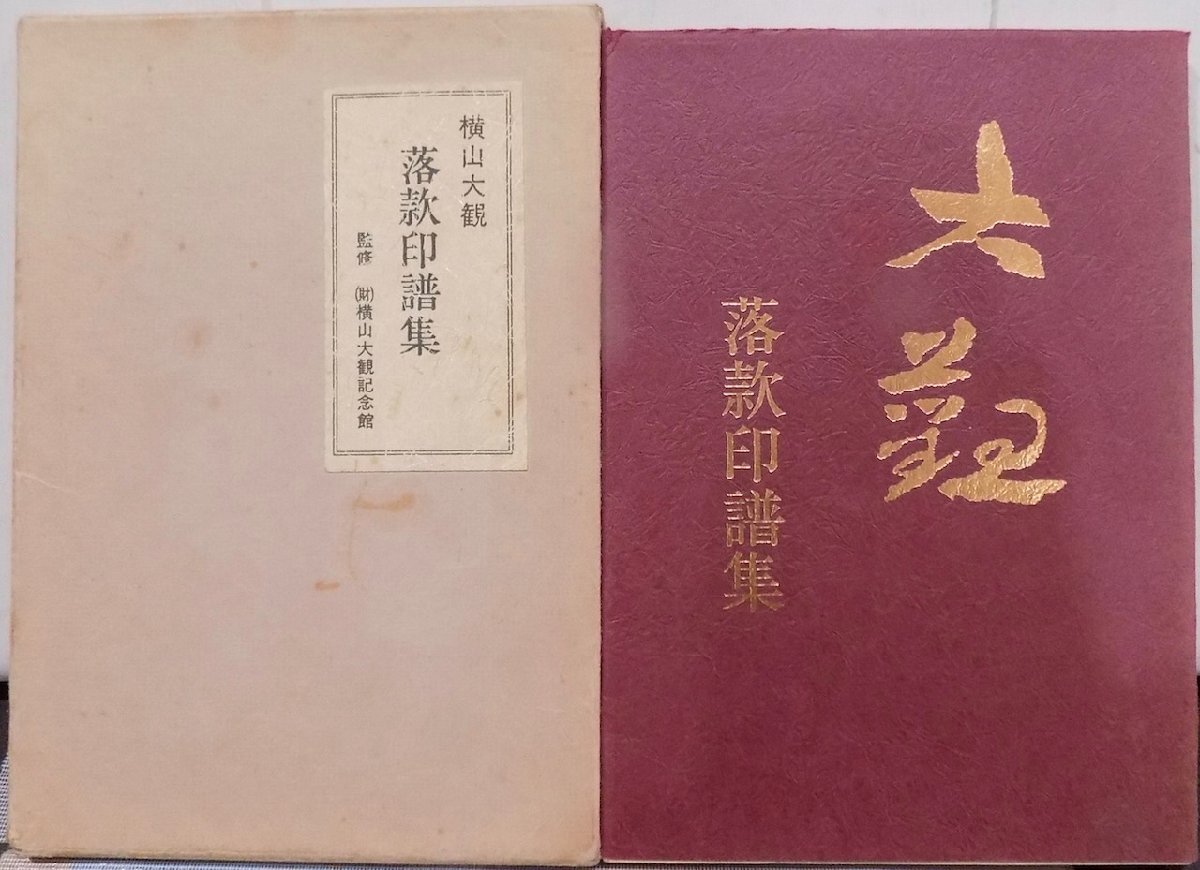 横山大観
落款印譜集
監修 (財)横山大観記念館
大観
落款印譜集